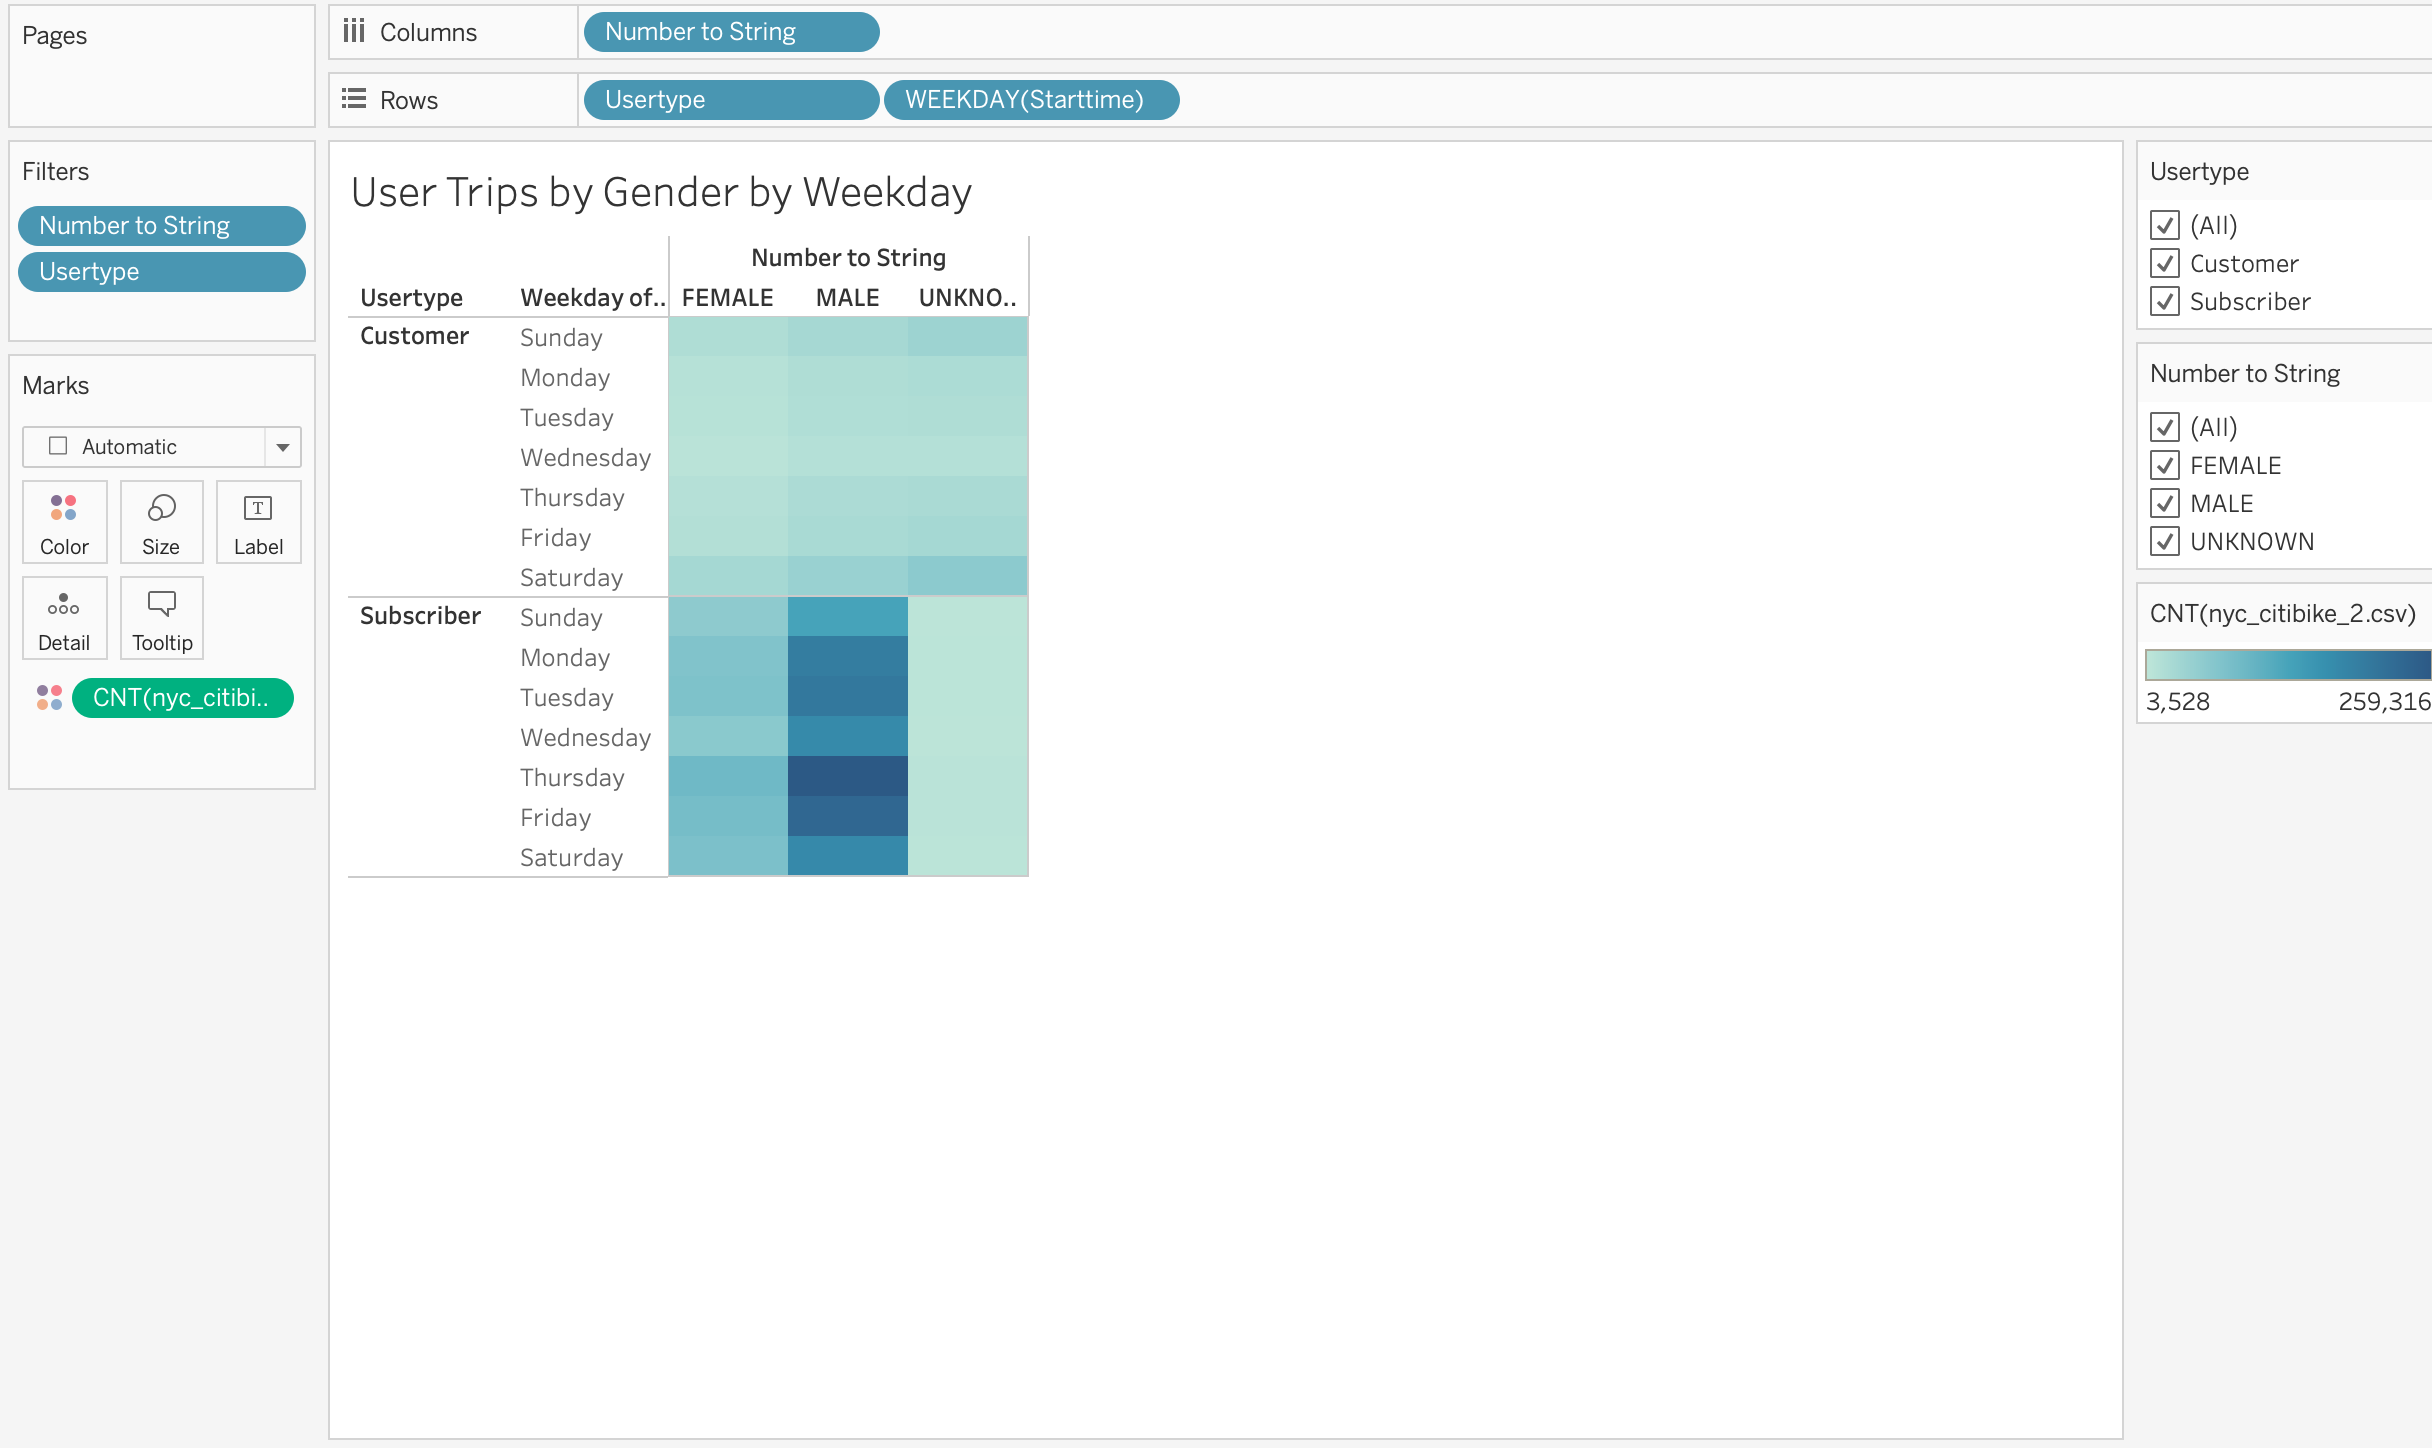 Pages
Columns
Number to String
Rows
Usertype
WEEKDAY(Starttime)
Filters
Number to String
Usertype
Marks
Automatic
Color
Size
T
Label
Detail
Tooltip
CNT(nyc_citibi..
User Trips by Gender by Weekday
Number to String
Usertype
Weekday of..
FEMALE
MALE
UNKNO..
Customer
Sunday
Monday
Tuesday
Wednesday
Thursday
Friday
Saturday
Subscriber
Sunday
Monday
Tuesday
Wednesday
Thursday
Friday
Saturday
Usertype
(All)
Customer
Subscriber
Number to String
(All)
FEMALE
MALE
UNKNOWN
CNT(nyc_citibike_2.csv)
3,528
259,316